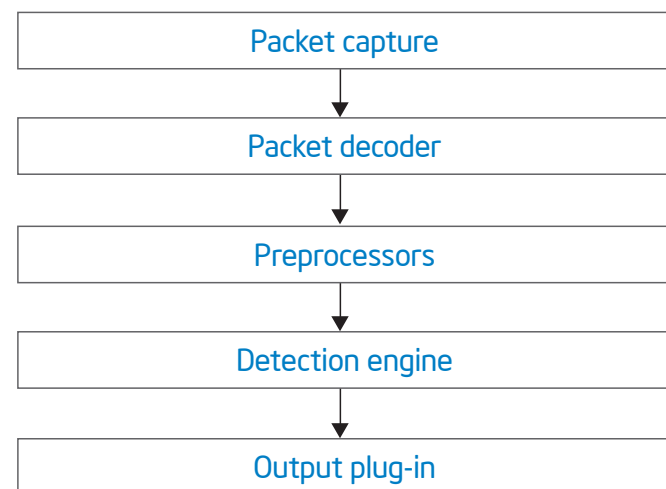 Packet capture
Packet decoder
Preprocessors
Detection engine
Output plug-in